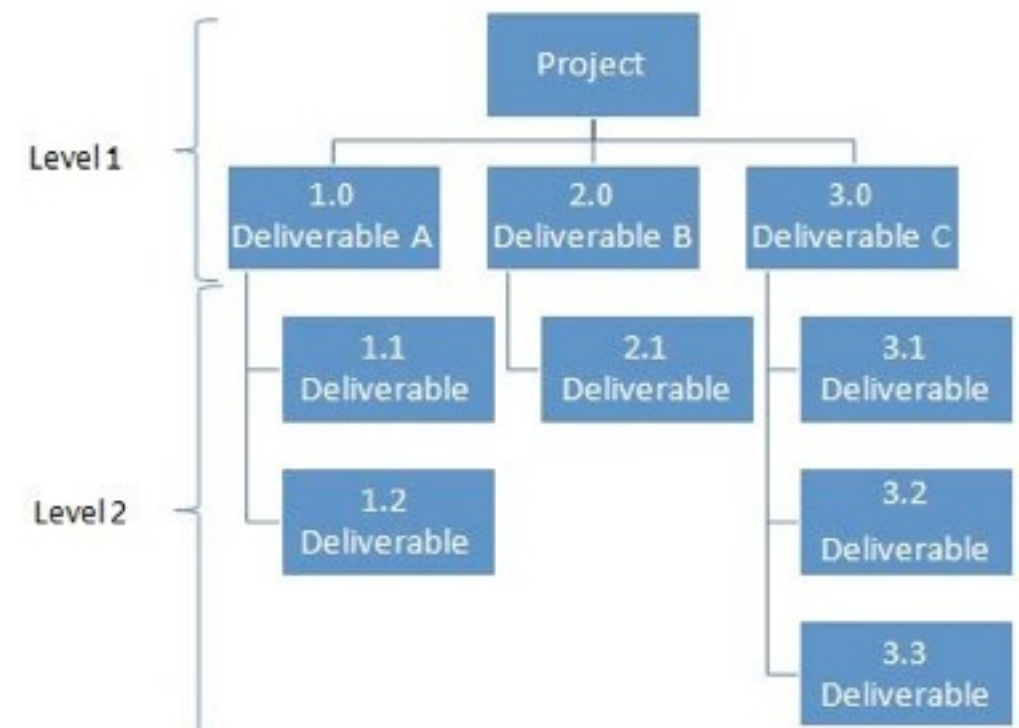 Project
Level 1
1.0
Deliverable A
2.0
Deliverable B
3.0
Deliverable C
1.1
Deliverable
2.1
Deliverable
3.1
Deliverable
Level 2
1.2
Deliverable
3.2
Deliverable
3.3
Deliverable